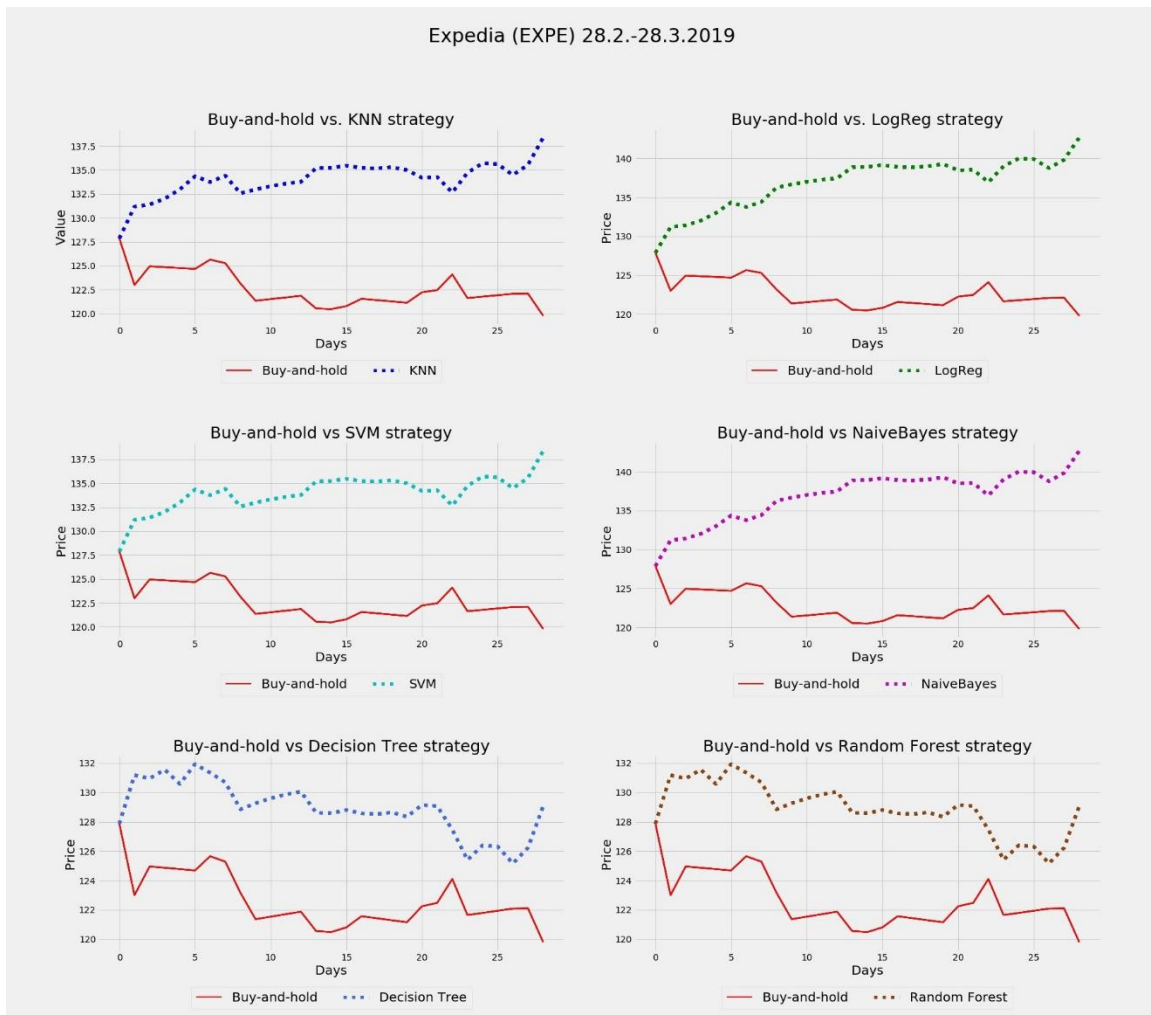 Expedia (EXPE) 28.2.-28.3.2019
Buy-and-hold vs. KNN strategy
Value
137.5
135.0
132.5
130.0
127.5
125.0
122.5
120.0
0 5 10 15 20 25
Days
Buy-and-hold KNN
Buy-and-hold vs. LogReg strategy
Price
140
135
130
125
120
0 5 10 15 20 25
Days
Buy-and-hold LogReg
Buy-and-hold vs SVM strategy
Price
137.5
135.0
132.5
130.0
127.5
125.0
122.5
120.0
0 5 10 15 20 25
Days
Buy-and-hold SVM
Buy-and-hold vs NaiveBayes strategy
Price
140
135
130
125
120
0 5 10 15 20 25
Days
Buy-and-hold NaiveBayes
Buy-and-hold vs Decision Tree strategy
Price
132
130
128
126
124
122
120
0 5 10 15 20 25
Days
Buy-and-hold Decision Tree
Buy-and-hold vs Random Forest strategy
Price
132
130
128
126
124
122
120
0 5 10 15 20 25
Days
Buy-and-hold Random Forest